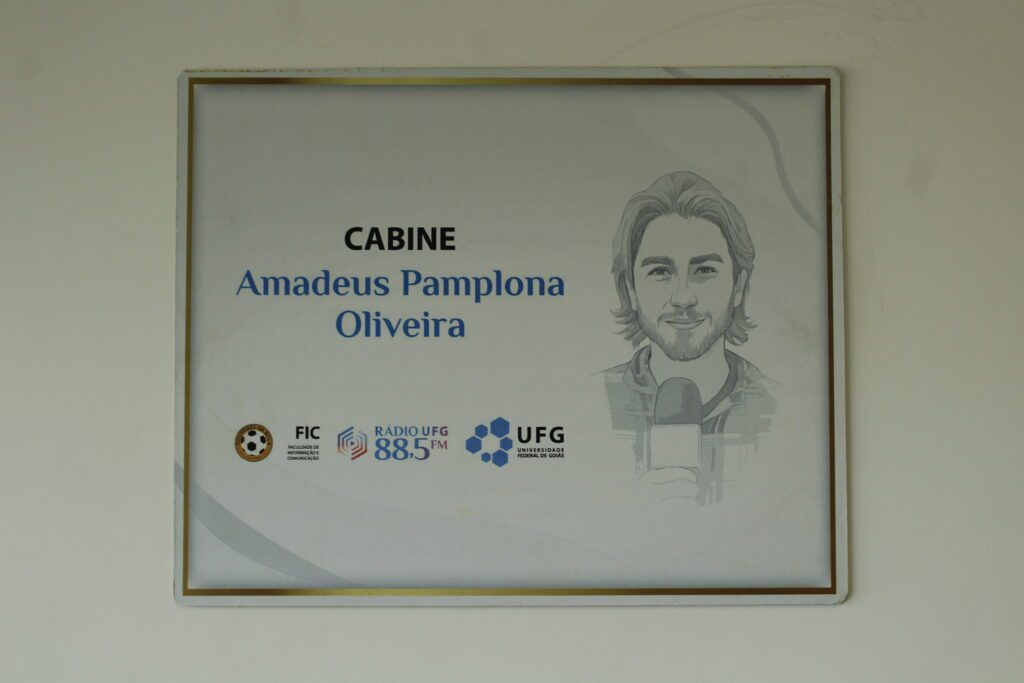 CABINE
Amadeus Pamplona
Oliveira
FIC
FACULDADE DE
INFORMAÇÃO E
COMUNICAÇÃO
RÁDIO UFG
88,5 FM
UFG
UNIVERSIDADE
FEDERAL DE GOIÁS